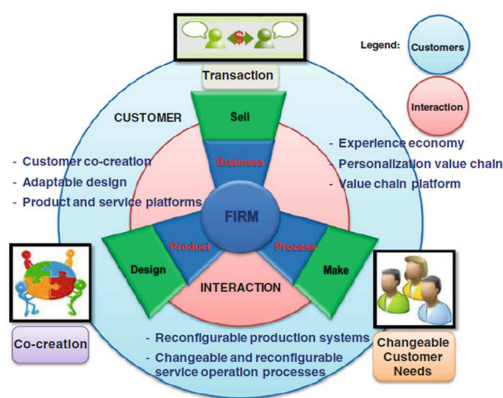 $
Legend:
Customers
Interaction
Transaction
CUSTOMER
Sell
Business
- Customer co-creation
- Adaptable design
- Product and service platforms
- Experience economy
- Personalization value chain
- Value chain platform
FIRM
Product
Process
Design
Make
INTERACTION
Co-creation
- Reconfigurable production systems
- Changeable and reconfigurable
service operation processes
Changeable
Customer
Needs